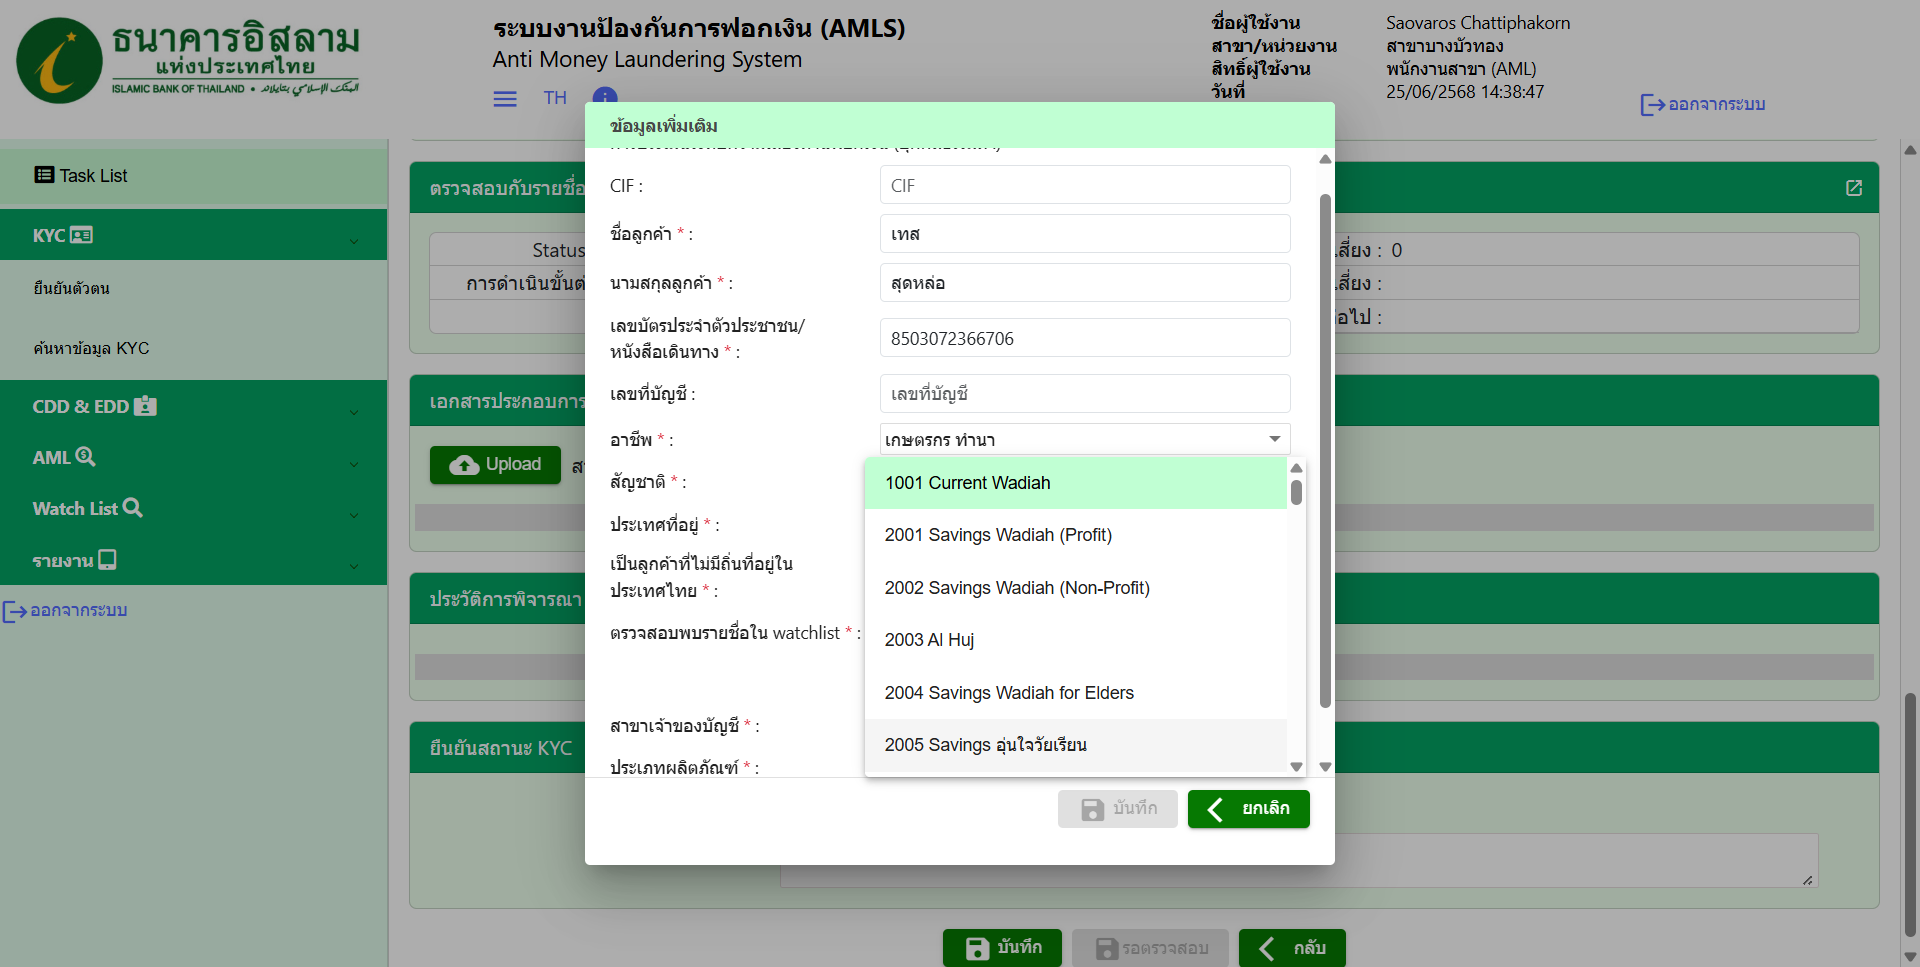 ธนาคารอิสลาม
แห่งประเทศไทย
ISLAMIC BANK OF THAILAND •
ระบบงานป้องกันการฟอกเงิน (AMLS)
Anti Money Laundering System
TH
ชื่อผู้ใช้งาน Saovaros Chattiphakorn
สาขา/หน่วยงาน สาขาบางบัวทอง
สิทธิ์ผู้ใช้งาน พนักงานสาขา (AML)
วันที่ 25/06/2568 14:38:47
ออกจากระบบ
Task List
KYC
ยืนยันตัวตน
ค้นหาข้อมูล KYC
CDD & EDD
AML
Watch List
รายงาน
ออกจากระบบ
ตรวจสอบกับรายชื่อ
Status
เสี่ยง : 0
การดำเนินขั้นต
เสี่ยง :
อไป :
เอกสารประกอบการ
Upload
ประวัติการพิจารณา
ยืนยันสถานะ KYC
ข้อมูลเพิ่มเติม
CIF : CIF
ชื่อลูกค้า * : เทส
นามสกุลลูกค้า * : สุดหล่อ
เลขบัตรประจำตัวประชาชน/
หนังสือเดินทาง * : 8503072366706
เลขที่บัญชี : เลขที่บัญชี
อาชีพ * : เกษตรกร ทำนา
สัญชาติ * :
ประเทศที่อยู่ * :
เป็นลูกค้าที่ไม่มีถิ่นที่อยู่ใน
ประเทศไทย * :
ตรวจสอบพบรายชื่อใน watchlist * :
สาขาเจ้าของบัญชี * :
ประเภทผลิตภัณฑ์ * :
1001 Current Wadiah
2001 Savings Wadiah (Profit)
2002 Savings Wadiah (Non-Profit)
2003 Al Huj
2004 Savings Wadiah for Elders
2005 Savings อุ่นใจวัยเรียน
บันทึก ยกเลิก
บันทึก รอตรวจสอบ กลับ